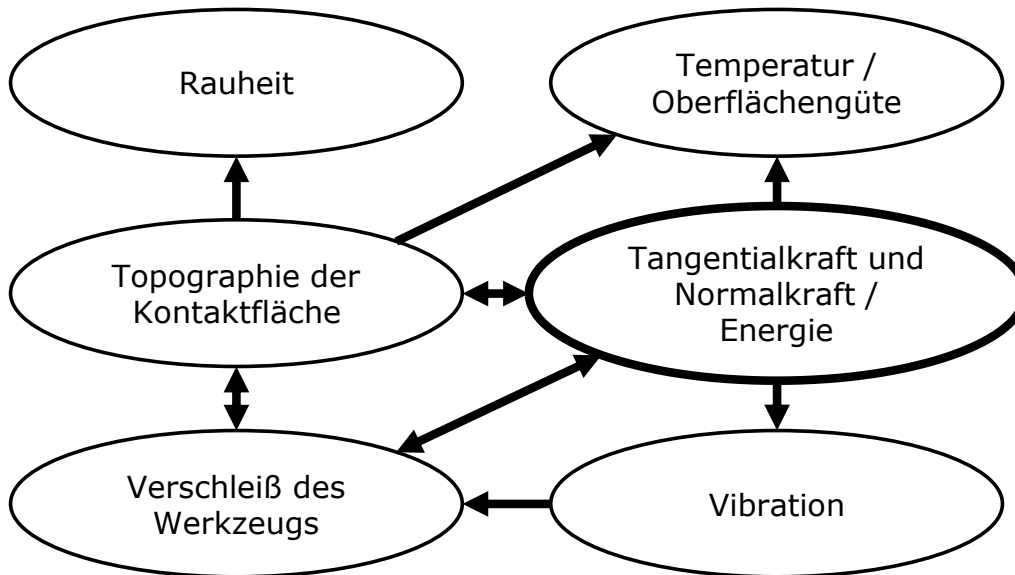 Rauheit
Temperatur /
Oberflächengüte
Topographie der
Kontaktfläche
Tangentialkraft und
Normalkraft /
Energie
Verschleiß des
Werkzeugs
Vibration